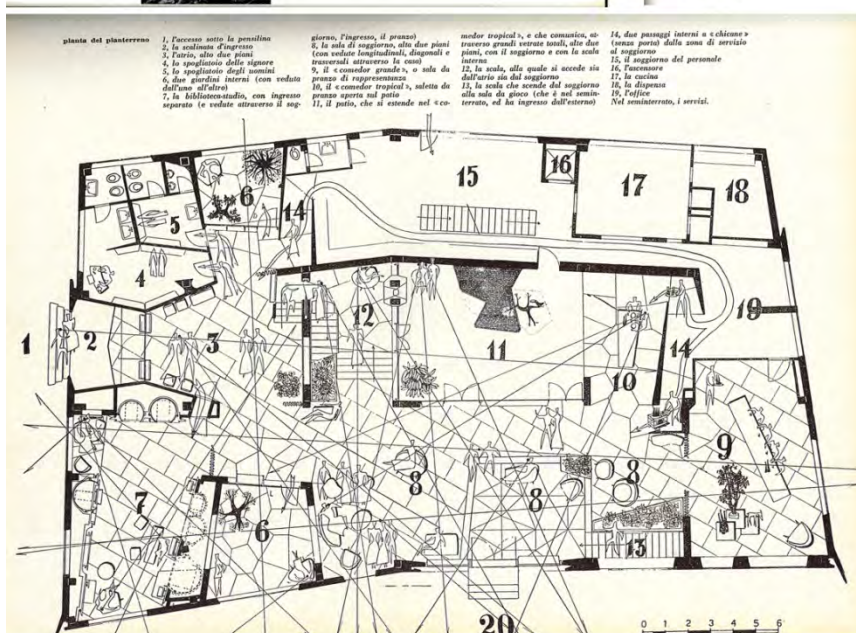 planta del pianterreno
1, l'accesso sotto la pensilina
2, la scalinata d'ingresso
3, l'atrio, alto due piani
4, lo spogliatoio delle signore
5, lo spogliatoio degli uomini
6, due giardini interni (con veduta
dall'uno all'altro)
7, la biblioteca-studio, con ingresso
separato (e vedute attraverso il sog-
giorno, l'ingresso, il pranzo)
8, la sala di soggiorno, alta due piani
(con vedute longitudinali, diagonali e
trasversali attraverso la casa)
9, il «comedor grande», o sala da
pranzo di rappresentanza
10, il «comedor tropical», saletta da
pranzo aperta sul patio
11, il patio, che si estende nel «co-
medor tropical», e che comunica, at-
traverso grandi vetrate totali, alte due
piani, con il soggiorno e con la scala
interna
12, la scala, alla quale si accede sia
dall'atrio sia dal soggiorno
13, la scala che scende dal soggiorno
alla sala da gioco (che è nel semin-
terrato, ed ha ingresso dall'esterno)
14, due passaggi interni a «chicane»
(senza porta) dalla zona di servizio
al soggiorno
15, il soggiorno del personale
16, l'ascensore
17, la cucina
18, la dispensa
19, l'office
Nel seminterrato, i servizi.
6
15
16
17
18
14
5
4
1
2
3
12
11
10
14
19
9
7
6
8
8
8
13
20
0 1 2 3 4 5 6